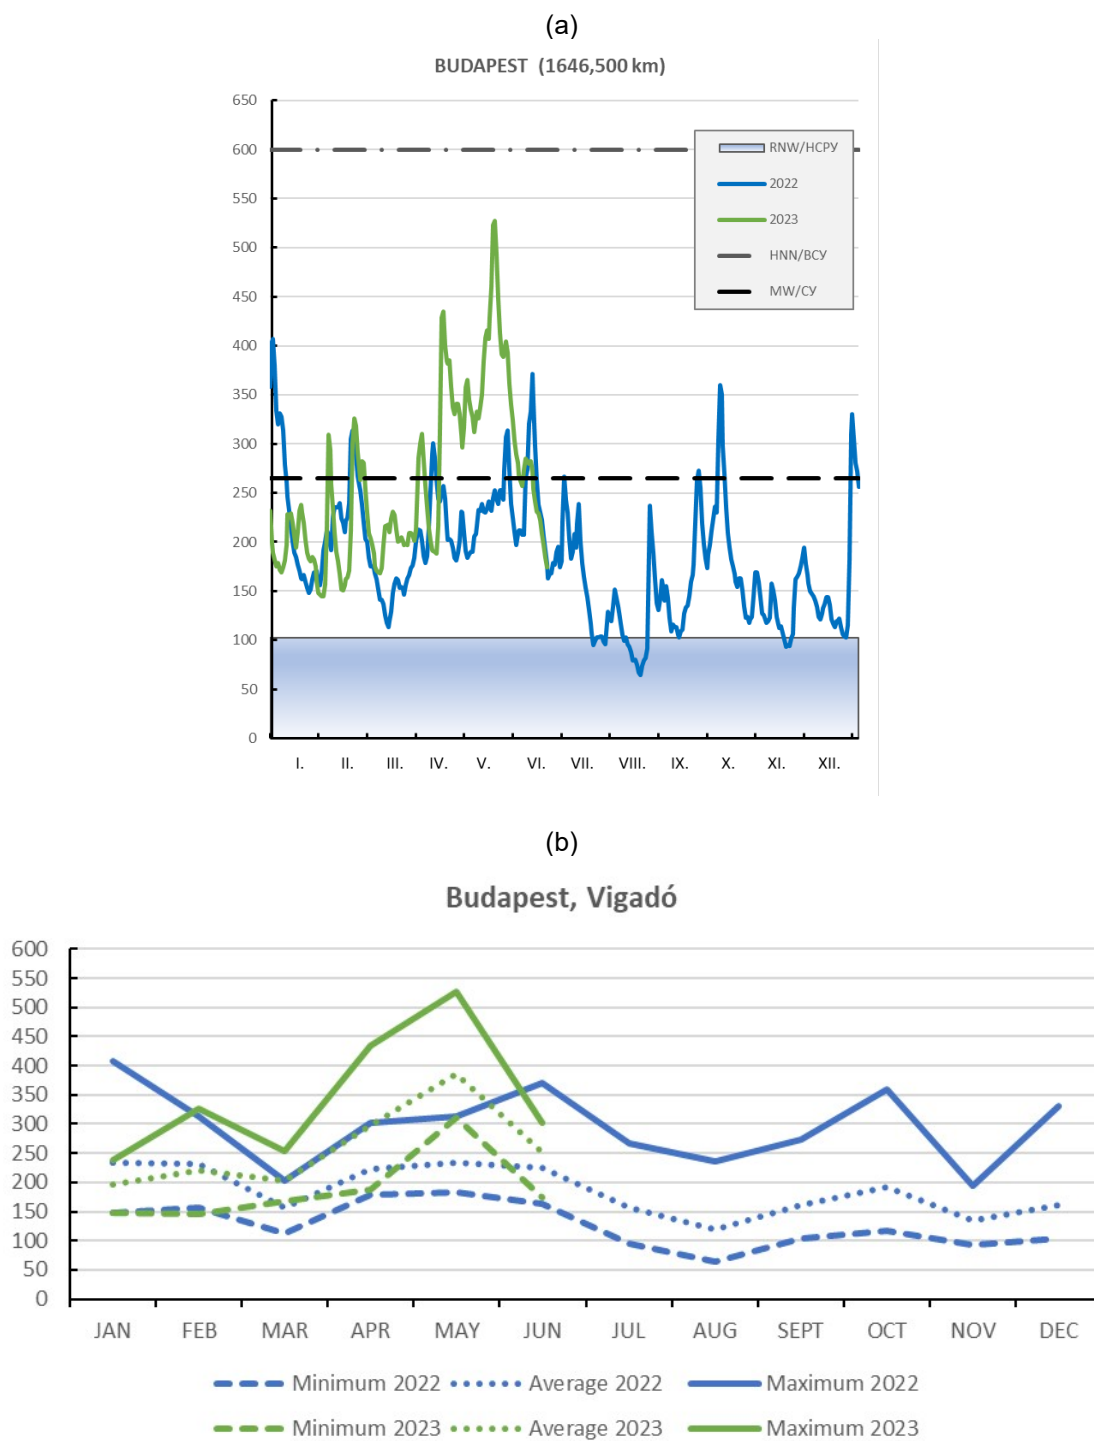 (a)
BUDAPEST (1646,500 km)
650
600
550
500
450
400
350
300
250
200
150
100
50
0
RNW/НСРУ
2022
2023
HNN/ВСУ
MW/СУ
I. II. III. IV. V. VI. VII. VIII. IX. X. XI. XII.
(b)
Budapest, Vigadó
600
550
500
450
400
350
300
250
200
150
100
50
0
JAN FEB MAR APR MAY JUN JUL AUG SEPT OCT NOV DEC
Minimum 2022 Average 2022 Maximum 2022
Minimum 2023 Average 2023 Maximum 2023